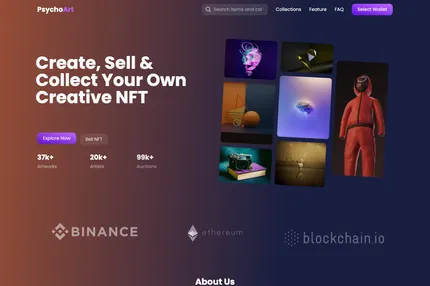 PsychoArt
Search items and col
Collections
Feature
FAQ
Select Wallet
Create, Sell &
Collect Your Own
Creative NFT
Explore Now
Sell NFT
37k+
20k+
99k+
Artworks
Artists
Auctions
BINANCE
ethereum
blockchain.io
About Us